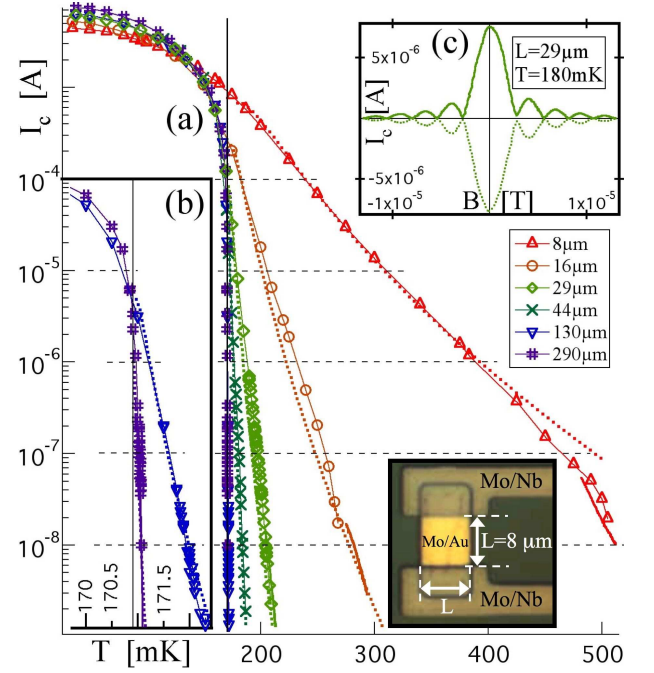 (c)
L=29µm
T=180mK
5x10⁻⁶
I_c [A]
-5x10⁻⁶
-1x10⁻⁵
B [T]
1x10⁻⁵
I_c [A]
(a)
10⁻⁴
10⁻⁵
10⁻⁶
10⁻⁷
10⁻⁸
(b)
170
170.5
171.5
8µm
16µm
29µm
44µm
130µm
290µm
Mo/Nb
Mo/Au
L=8 µm
L
Mo/Nb
T [mK]
200
300
400
500